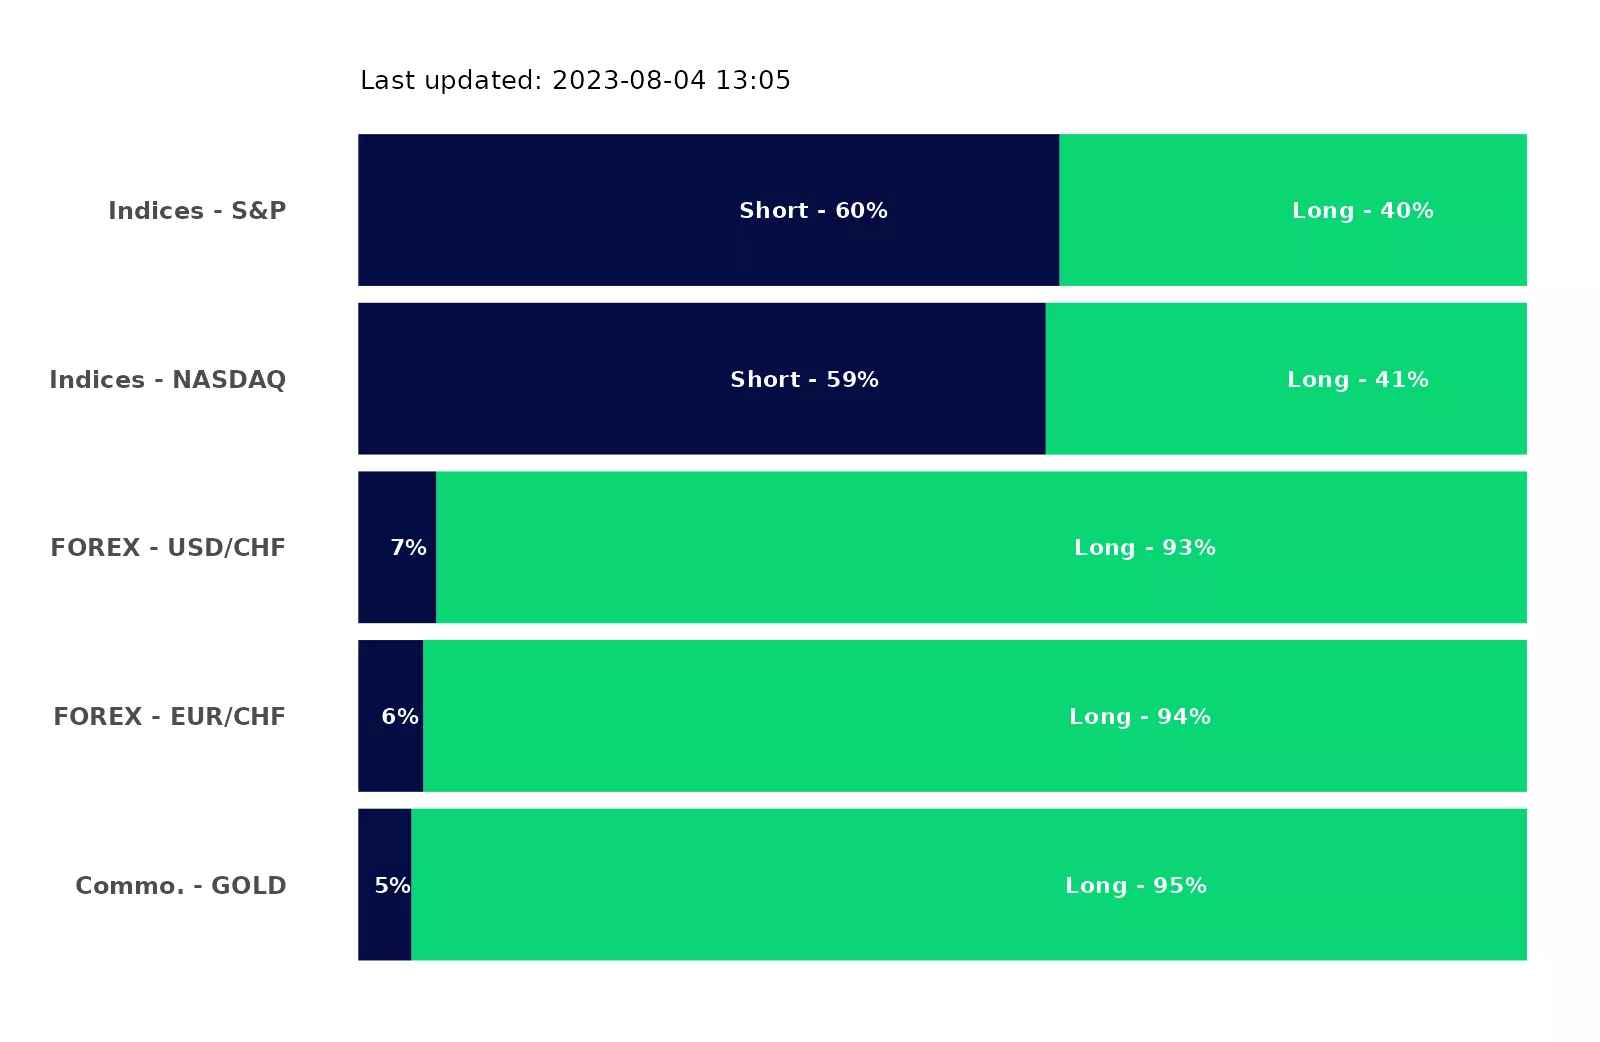 Last updated: 2023-08-04 13:05
Indices - S&P
Short - 60%
Long - 40%
Indices - NASDAQ
Short - 59%
Long - 41%
FOREX - USD/CHF
7%
Long - 93%
FOREX - EUR/CHF
6%
Long - 94%
Commo. - GOLD
5%
Long - 95%